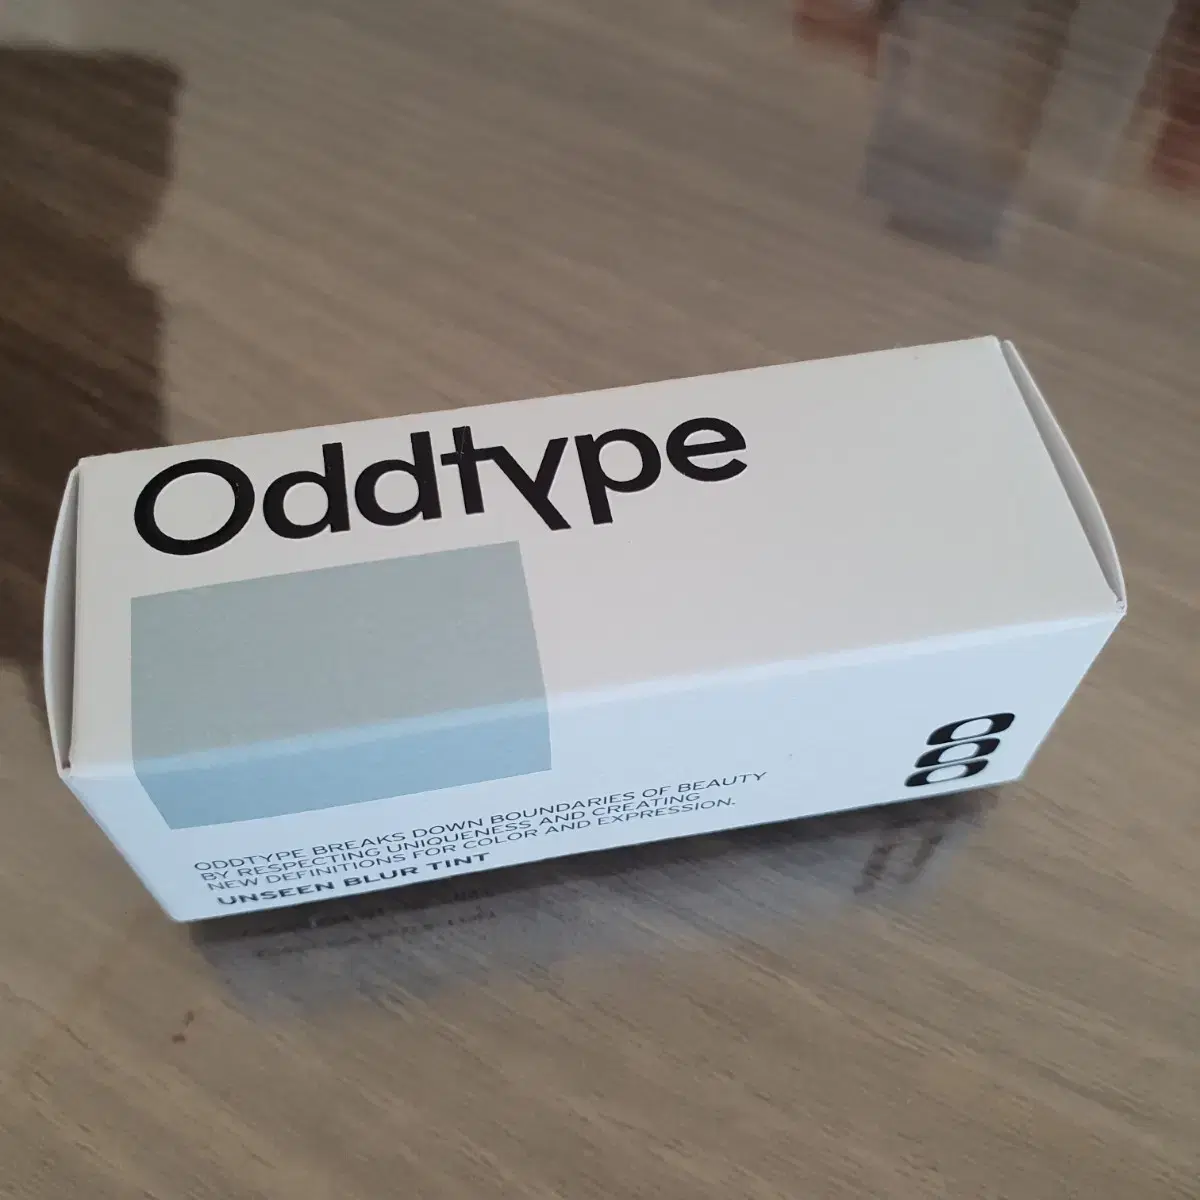 Oddtype
ODDTYPE BREAKS DOWN BOUNDARIES OF BEAUTY
BY RESPECTING UNIQUENESS AND CREATING
NEW DEFINITIONS FOR COLOR AND EXPRESSION.
UNSEEN BLUR TINT